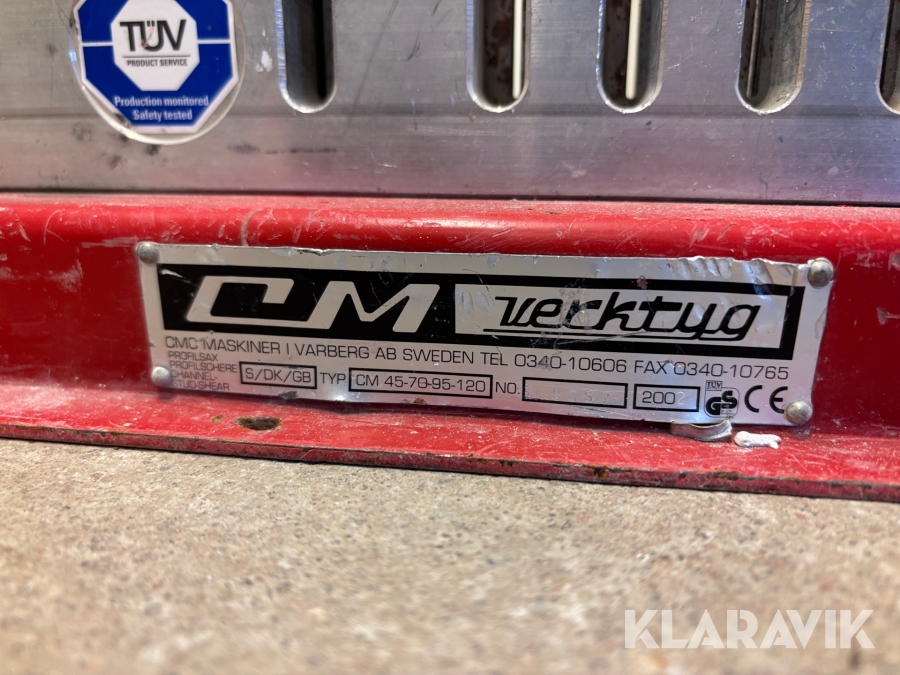 TÜV
PRODUCT SERVICE
Production monitored
Safety tested
CM verktyg
CMC MASKINER I VARBERG AB SWEDEN TEL 0340-10606 FAX 0340-10765
PROFILSAX
PROFILSCHERE
CHANNEL-
STUD-SHEAR
S/DK/GB TYP CM 45-70-95-120 NO: 2002 TÜV GS CE
KLARAVIK